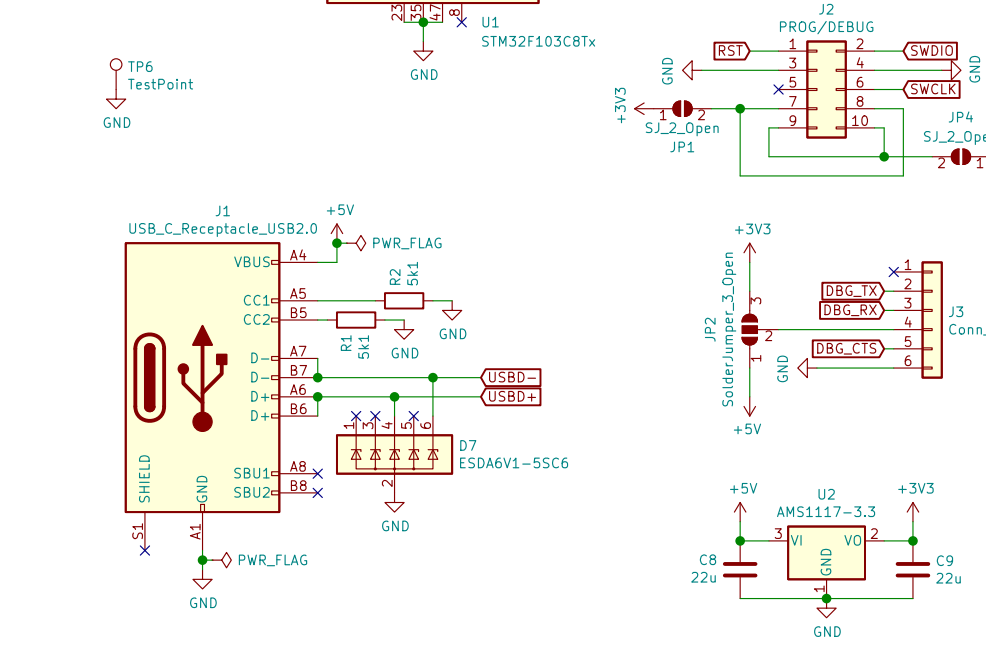 23
35
47
8
U1
STM32F103C8Tx
GND
TP6
TestPoint
GND
J2
PROG/DEBUG
RST 1 2 SWDIO
GND 3 4 GND
5 6 SWCLK
+3V3 1 2 7 8
SJ_2_Open
JP1
9 10
JP4
2 1
J1
USB_C_Receptacle_USB2.0
+5V
PWR_FLAG
VBUS A4
CC1 A5
R2
5k1
GND
CC2 B5
R1
5k1
GND
D- A7
D- B7 USBD-
D+ A6 USBD+
D+ B6
1 3 4 5 6
D7
ESDA6V1-5SC6
2
GND
SBU1 A8
SBU2 B8
SHIELD
GND
S1
A1
PWR_FLAG
GND
+3V3
JP2
SolderJumper_3_Open
3
2
1
+5V
1
DBG_TX 2
DBG_RX 3
4
DBG_CTS 5
GND 6
J3
+5V
U2
AMS1117-3.3
+3V3
3 VI VO 2
GND
1
C8
22u
C9
22u
GND